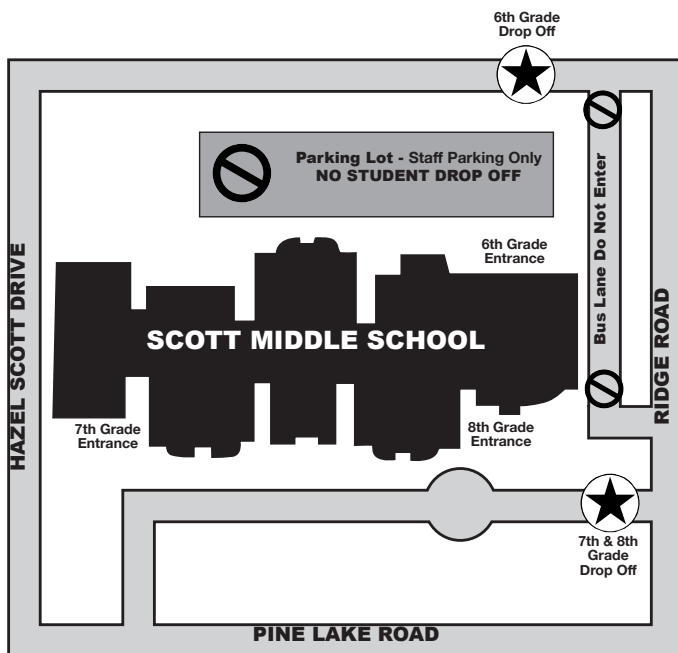 6th Grade
Drop Off
Parking Lot - Staff Parking Only
NO STUDENT DROP OFF
Bus Lane Do Not Enter
6th Grade
Entrance
HAZEL SCOTT DRIVE
SCOTT MIDDLE SCHOOL
RIDGE ROAD
7th Grade
Entrance
8th Grade
Entrance
7th & 8th
Grade
Drop Off
PINE LAKE ROAD